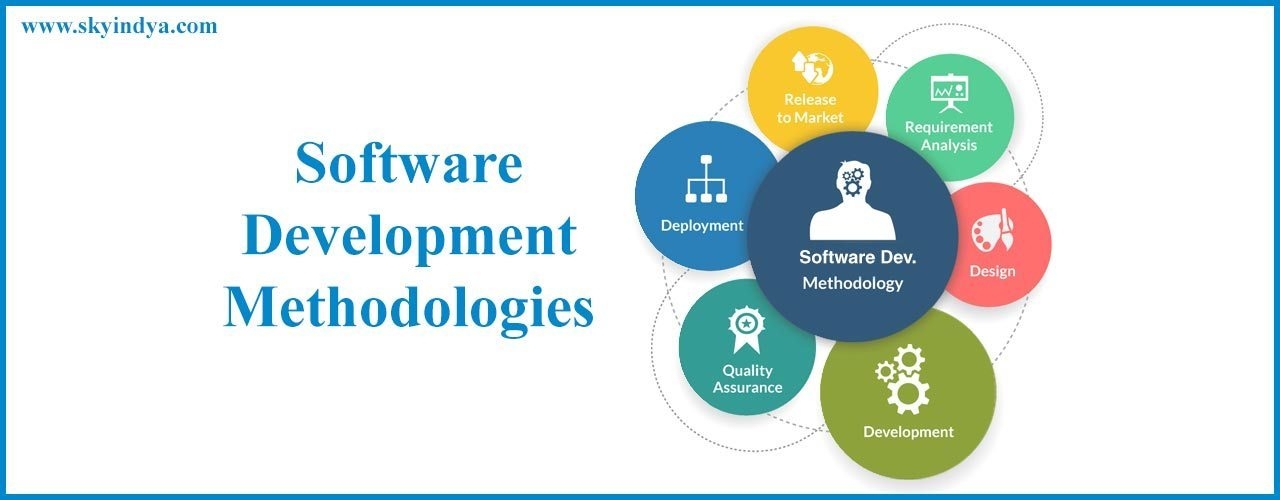 www.skyindya.com
Software
Development
Methodologies
Release
to Market
Requirement
Analysis
Deployment
Software Dev.
Methodology
Design
Quality
Assurance
Development